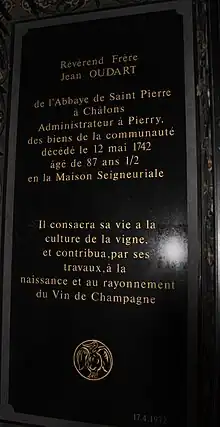 Révérend Frère
Jean OUDART
de l'Abbaye de Saint Pierre
à Châlons
Administrateur à Pierry,
des biens de la communauté
décédé le 12 mai 1742
âgé de 87 ans 1/2
en la Maison Seigneuriale
Il consacra sa vie a la
culture de la vigne,
et contribua,par ses
travaux,à la
naissance et au rayonnement
du Vin de Champagne